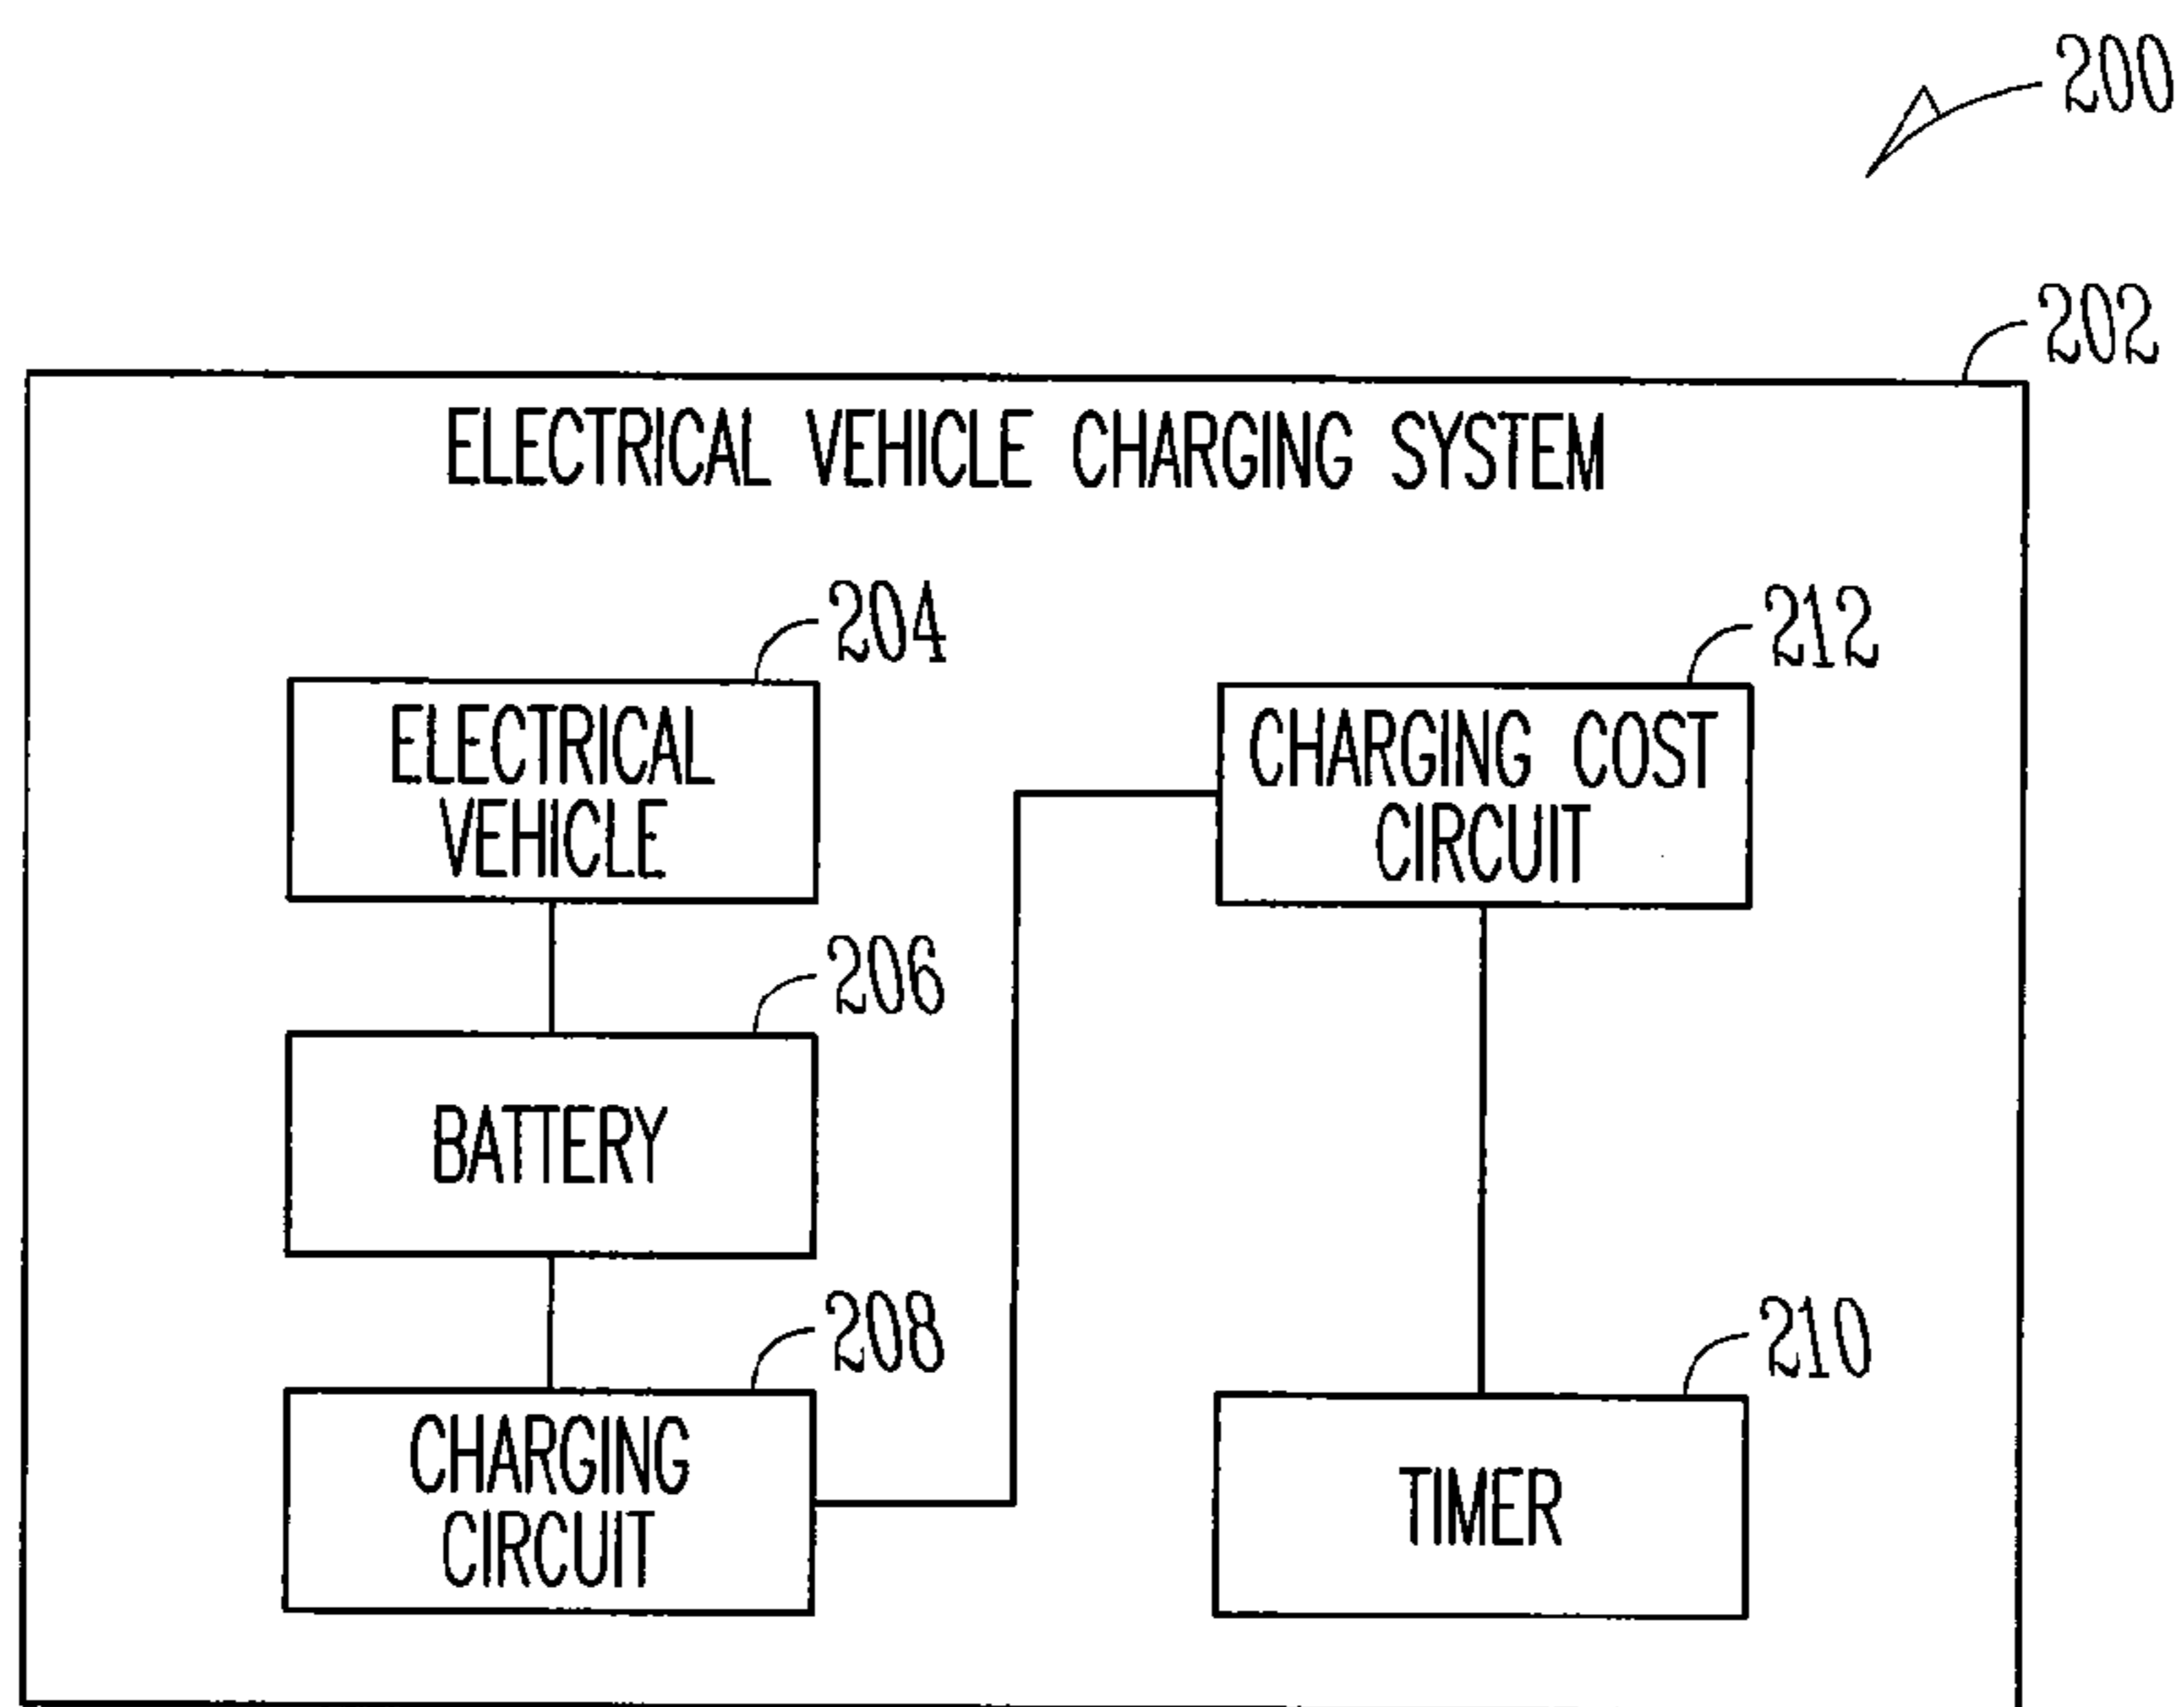 200
202
ELECTRICAL VEHICLE CHARGING SYSTEM
204
ELECTRICAL
VEHICLE
212
CHARGING COST
CIRCUIT
206
BATTERY
208
CHARGING
CIRCUIT
210
TIMER